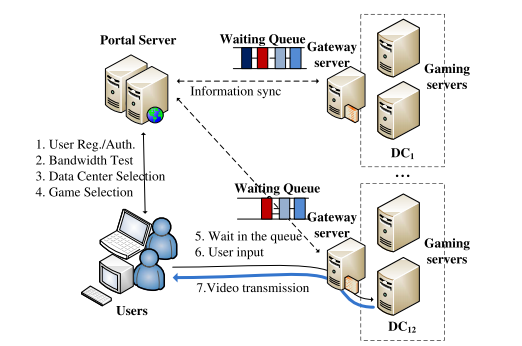 Waiting Queue
Portal Server
Gateway
server
Gaming
servers
Information sync
DC1
...
1. User Reg./Auth.
2. Bandwidth Test
3. Data Center Selection
4. Game Selection
Waiting Queue
Gateway
server
5. Wait in the queue
6. User input
Gaming
servers
7.Video transmission
Users
DC12